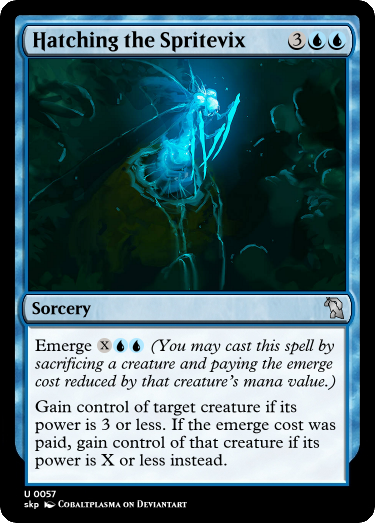 Hatching the Spritevix 3
Sorcery
Emerge X (You may cast this spell by
sacrificing a creature and paying the emerge
cost reduced by that creature's mana value.)
Gain control of target creature if its
power is 3 or less. If the emerge cost was
paid, gain control of that creature if its
power is X or less instead.
U 0057
skp Cobaltplasma on Deviantart